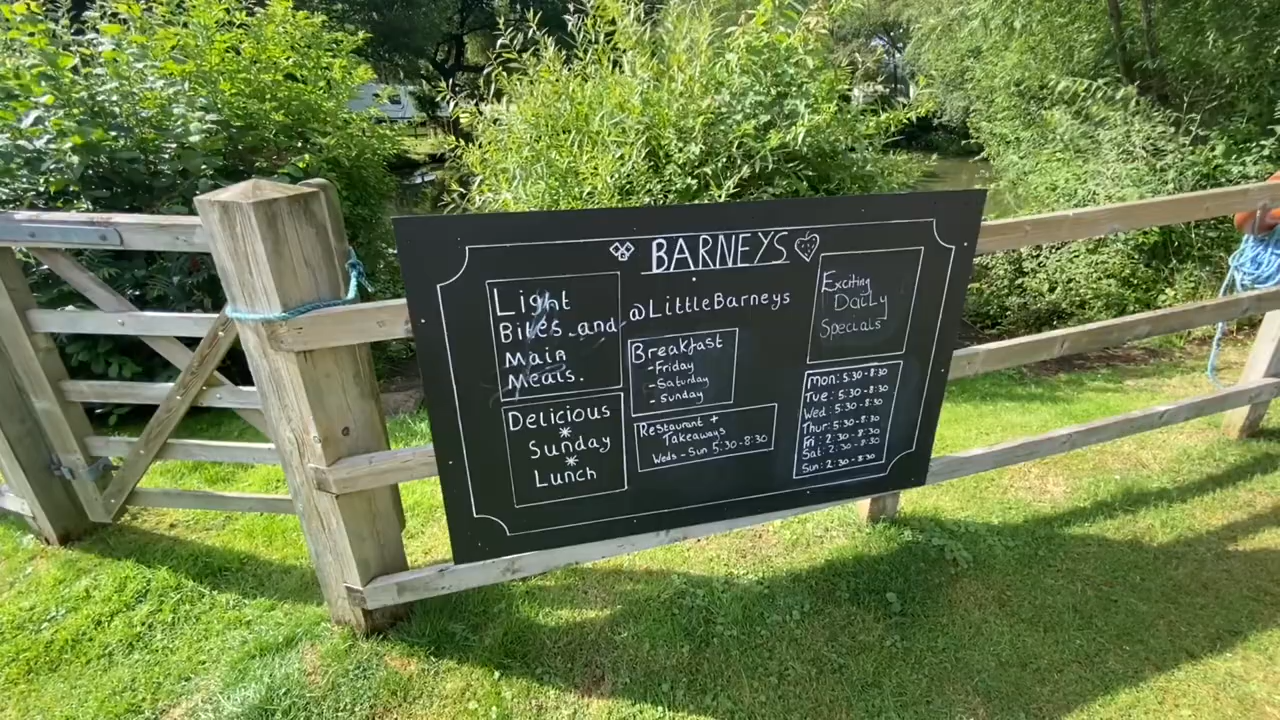 BARNEYS
@LittleBarneys
Light
Bites and
Main
Meals.
Delicious
Sunday
Lunch
Breakfast
-Friday
-Saturday
- Sunday
Restaurant +
Takeaways
Weds - Sun 5:30-8:30
Exciting
Daily
Specials
Mon: 5:30-8:30
Tue: 5:30-8:30
Wed: 5:30-8:30
Thur: 5:30-8:30
Fri: 2:30-8:30
Sat: 2:30-8:30
Sun: 2:30-8:30